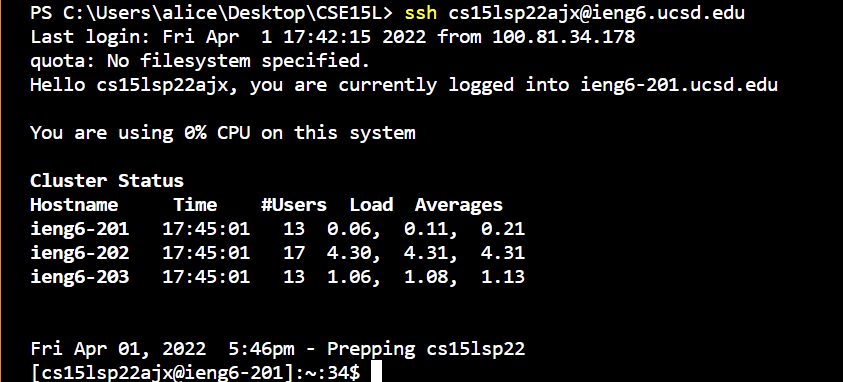 PS C:\Users\alice\Desktop\CSE15L> ssh cs15lsp22ajx@ieng6.ucsd.edu
Last login: Fri Apr  1 17:42:15 2022 from 100.81.34.178
quota: No filesystem specified.
Hello cs15lsp22ajx, you are currently logged into ieng6-201.ucsd.edu
You are using 0% CPU on this system
Cluster Status
Hostname     Time    #Users  Load  Averages
ieng6-201   17:45:01   13  0.06,  0.11,  0.21
ieng6-202   17:45:01   17  4.30,  4.31,  4.31
ieng6-203   17:45:01   13  1.06,  1.08,  1.13
Fri Apr 01, 2022  5:46pm - Prepping cs15lsp22
[cs15lsp22ajx@ieng6-201]:~:34$